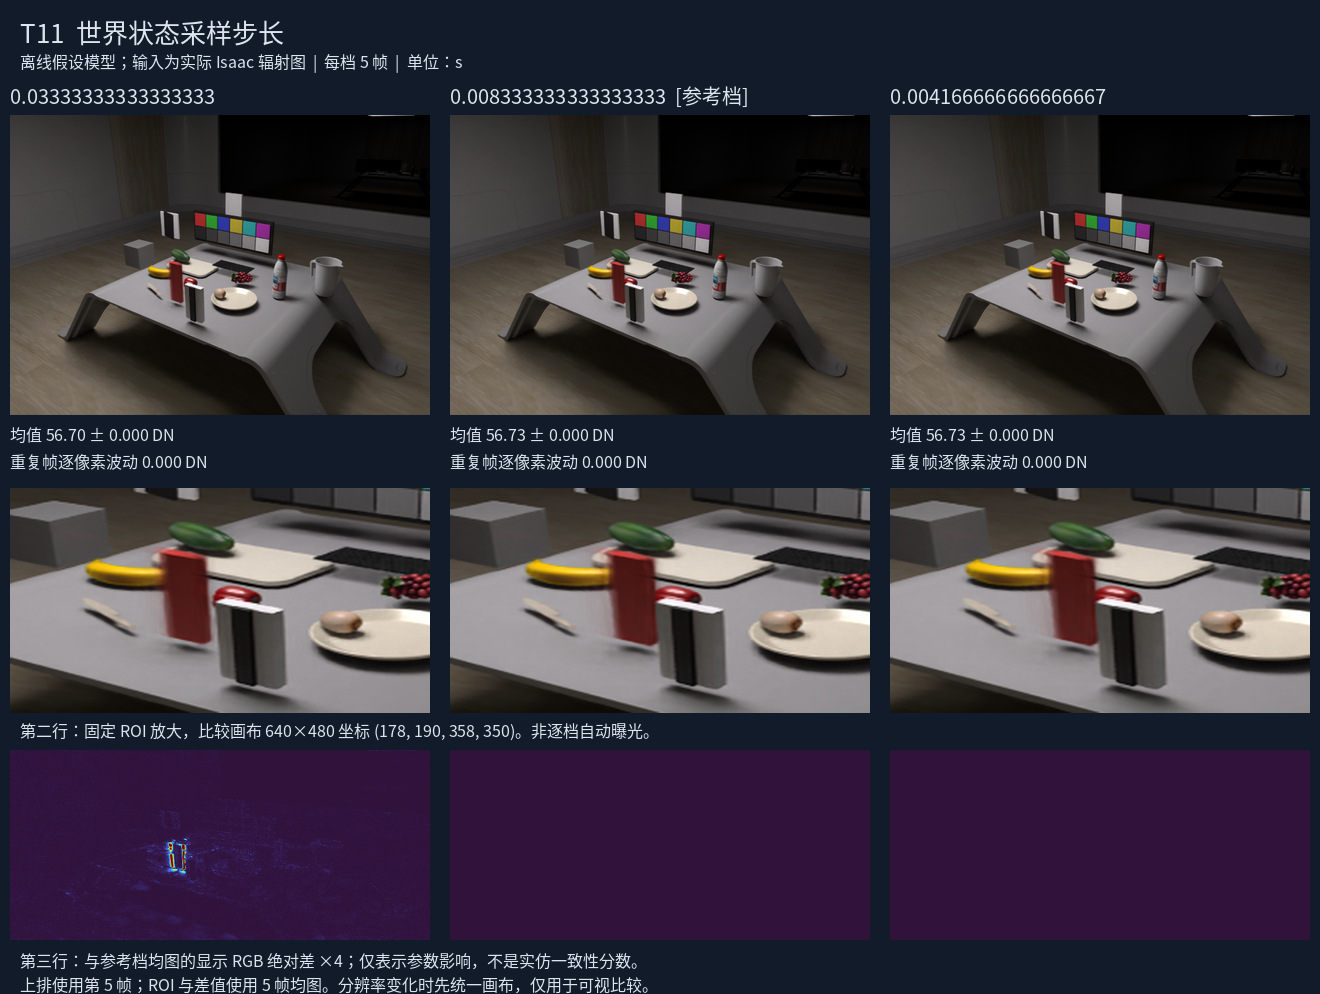 T11 世界状态采样步长
离线假设模型；输入为实际 Isaac 辐射图｜每档 5 帧｜单位：s
0.03333333333333333
0.008333333333333333 [参考档]
0.004166666666666667
均值 56.70 ± 0.000 DN
重复帧逐像素波动 0.000 DN
均值 56.73 ± 0.000 DN
重复帧逐像素波动 0.000 DN
均值 56.73 ± 0.000 DN
重复帧逐像素波动 0.000 DN
第二行：固定 ROI 放大，比较画布 640×480 坐标 (178, 190, 358, 350)。非逐档自动曝光。
第三行：与参考档均图的显示 RGB 绝对差 ×4；仅表示参数影响，不是实仿一致性分数。
上排使用第 5 帧；ROI 与差值使用 5 帧均图。分辨率变化时先统一画布，仅用于可视比较。